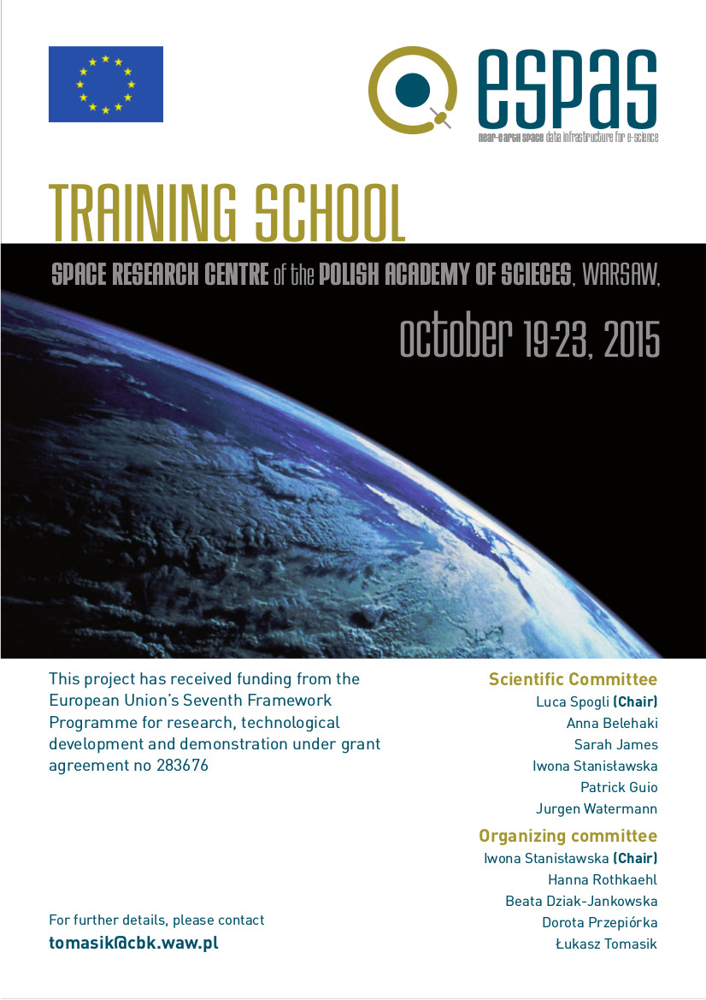 espas
near-earth space data infrastructure for e-science
TRAINING SCHOOL
SPACE RESEARCH CENTRE of the POLISH ACADEMY OF SCIECES, WARSAW,
october 19-23, 2015
This project has received funding from the
European Union’s Seventh Framework
Programme for research, technological
development and demonstration under grant
agreement no 283676
For further details, please contact
tomasik@cbk.waw.pl
Scientific Committee
Luca Spogli (Chair)
Anna Belehaki
Sarah James
Iwona Stanisławska
Patrick Guio
Jurgen Watermann
Organizing committee
Iwona Stanisławska (Chair)
Hanna Rothkaehl
Beata Dziak-Jankowska
Dorota Przepiórka
Łukasz Tomasik